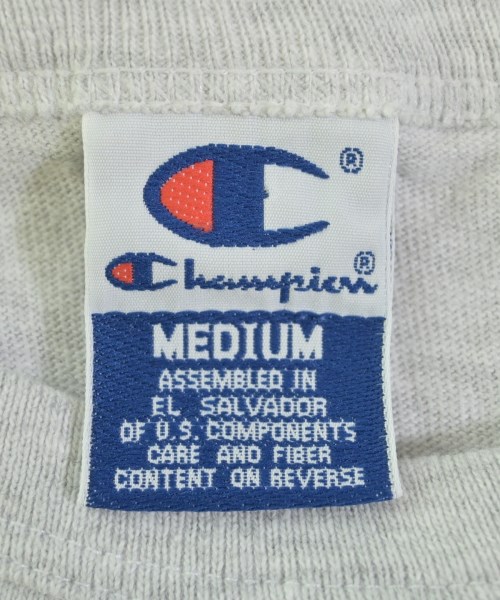 ®
Champion®
MEDIUM
ASSEMBLED IN
EL SALVADOR
OF U.S. COMPONENTS
CARE AND FIBER
CONTENT ON REVERSE